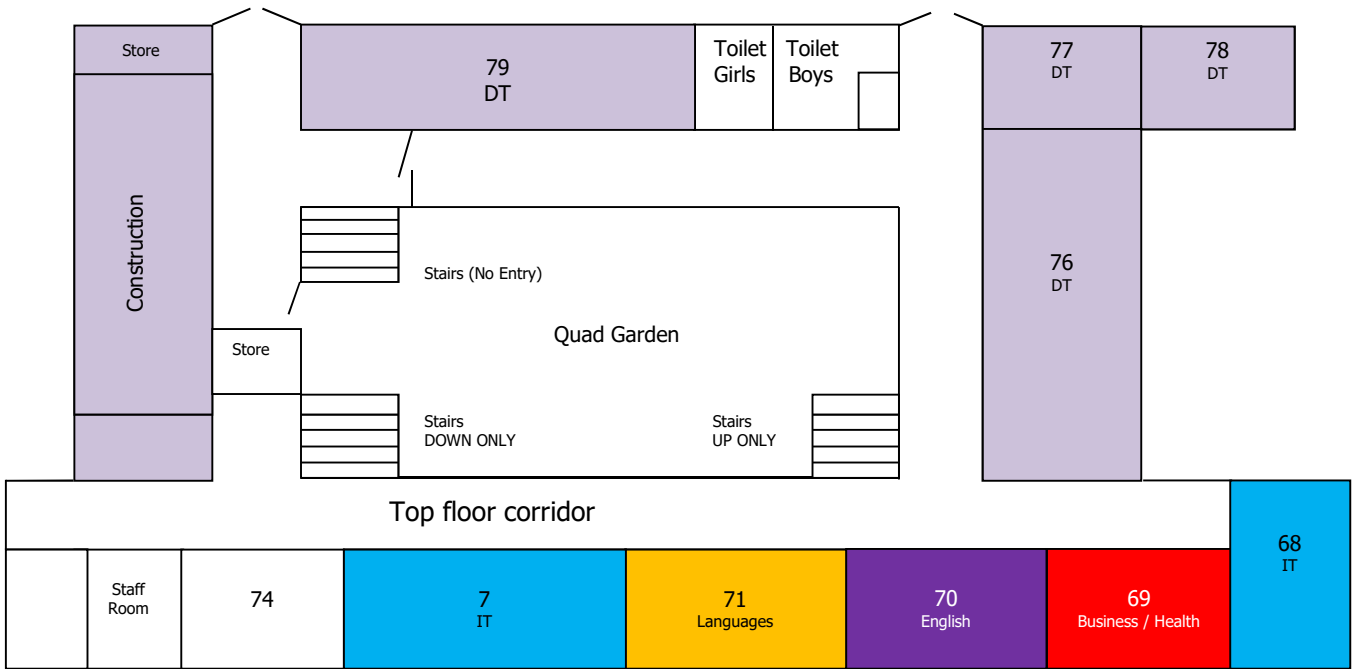 Store
79
DT
Toilet
Girls
Toilet
Boys
77
DT
78
DT
Construction
76
DT
Stairs (No Entry)
Quad Garden
Store
Stairs
DOWN ONLY
Stairs
UP ONLY
Top floor corridor
68
IT
Staff
Room
74
7
IT
71
Languages
70
English
69
Business / Health